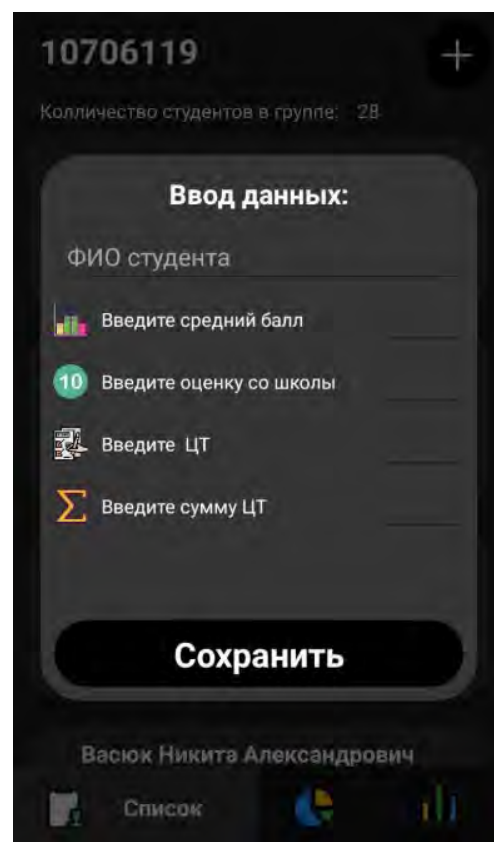 10706119
Колличество студентов в группе: 28
Ввод данных:
ФИО студента
Введите средний балл
10 Введите оценку со школы
Введите ЦТ
Введите сумму ЦТ
Сохранить
Васюк Никита Александрович
Список